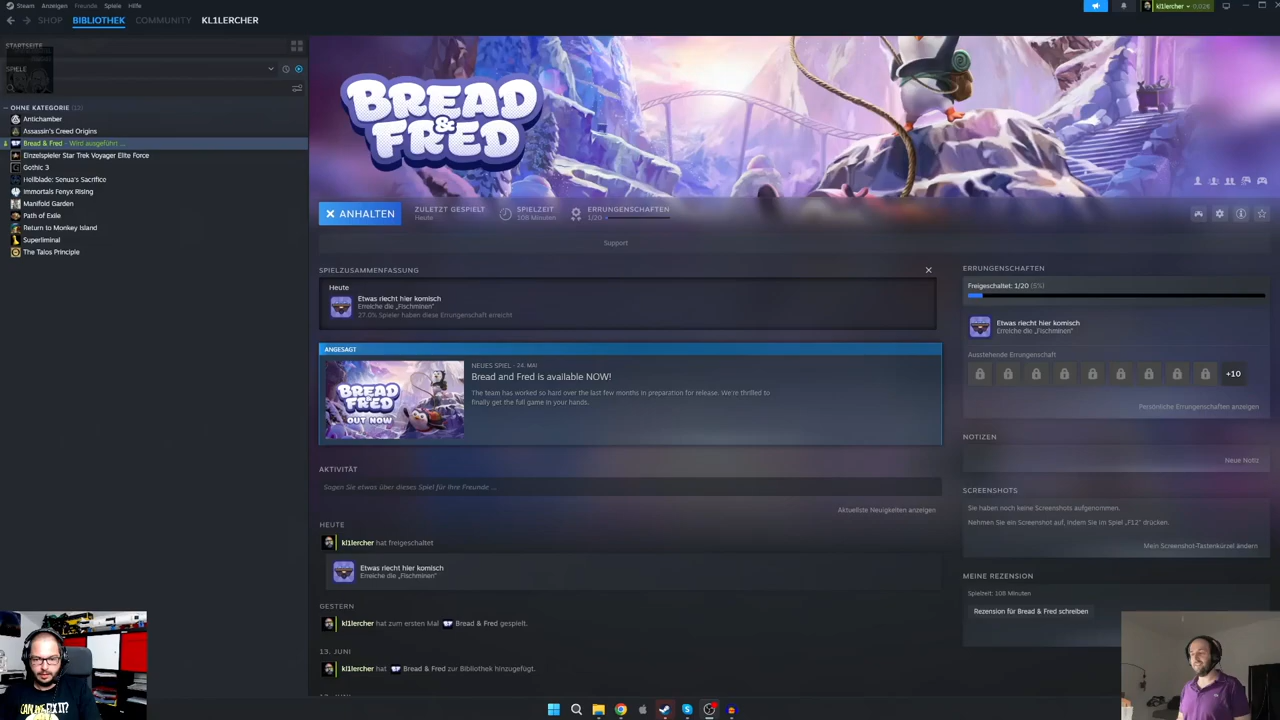 Steam Anzeigen Freunde Spiele Hilfe
kl1lercher 0,02€
SHOP BIBLIOTHEK COMMUNITY KL1LERCHER
STARTSEITE
SPIELE
OHNE KATEGORIE (12)
Antichamber
Assassin's Creed Origins
Bread & Fred - Wird ausgeführt ...
Einzelspieler Star Trek Voyager Elite Force
Gothic 3
Hellblade: Senua's Sacrifice
Immortals Fenyx Rising
Manifold Garden
Path of Exile
Return to Monkey Island
Superliminal
The Talos Principle
BREAD
&
FRED
ANHALTEN
ZULETZT GESPIELT
Heute
SPIELZEIT
108 Minuten
ERRUNGENSCHAFTEN
1/20
Support
SPIELZUSAMMENFASSUNG
Heute
Etwas riecht hier komisch
Erreiche die „Fischminen"
27.0% Spieler haben diese Errungenschaft erreicht
ANGESAGT
BREAD
&
FRED
OUT NOW
NEUES SPIEL - 24. MAI
Bread and Fred is available NOW!
The team has worked so hard over the last few months in preparation for release. We're thrilled to
finally get the full game in your hands.
AKTIVITÄT
Sagen Sie etwas über dieses Spiel für Ihre Freunde ...
Aktuellste Neuigkeiten anzeigen
HEUTE
kl1lercher hat freigeschaltet
Etwas riecht hier komisch
Erreiche die „Fischminen"
GESTERN
kl1lercher hat zum ersten Mal Bread & Fred gespielt.
13. JUNI
kl1lercher hat Bread & Fred zur Bibliothek hinzugefügt.
ERRUNGENSCHAFTEN
Freigeschaltet: 1/20 (5%)
Etwas riecht hier komisch
Erreiche die „Fischminen"
Ausstehende Errungenschaft
+10
Persönliche Errungenschaften anzeigen
NOTIZEN
Neue Notiz
SCREENSHOTS
Sie haben noch keine Screenshots aufgenommen.
Nehmen Sie ein Screenshot auf, indem Sie im Spiel „F12" drücken.
Mein Screenshot-Tastenkürzel ändern
MEINE REZENSION
Spielzeit: 108 Minuten
Rezension für Bread & Fred schreiben